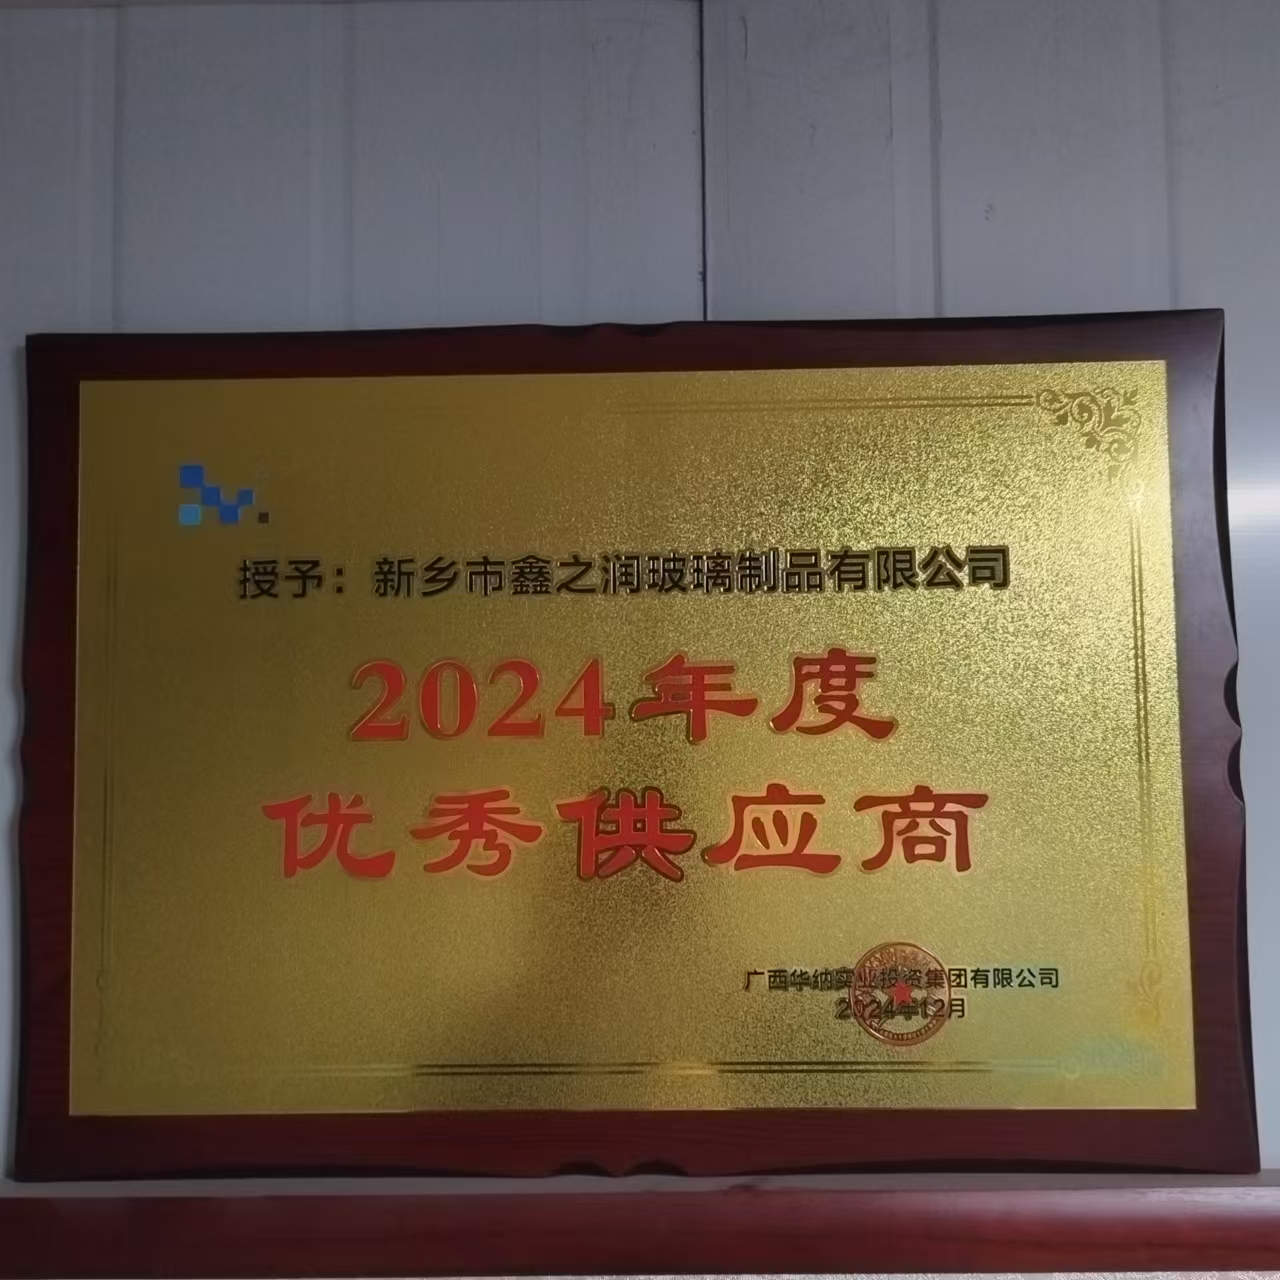 授予：新乡市鑫之润玻璃制品有限公司
2024年度
优秀供应商
广西华纳实业投资集团有限公司
2024年12月